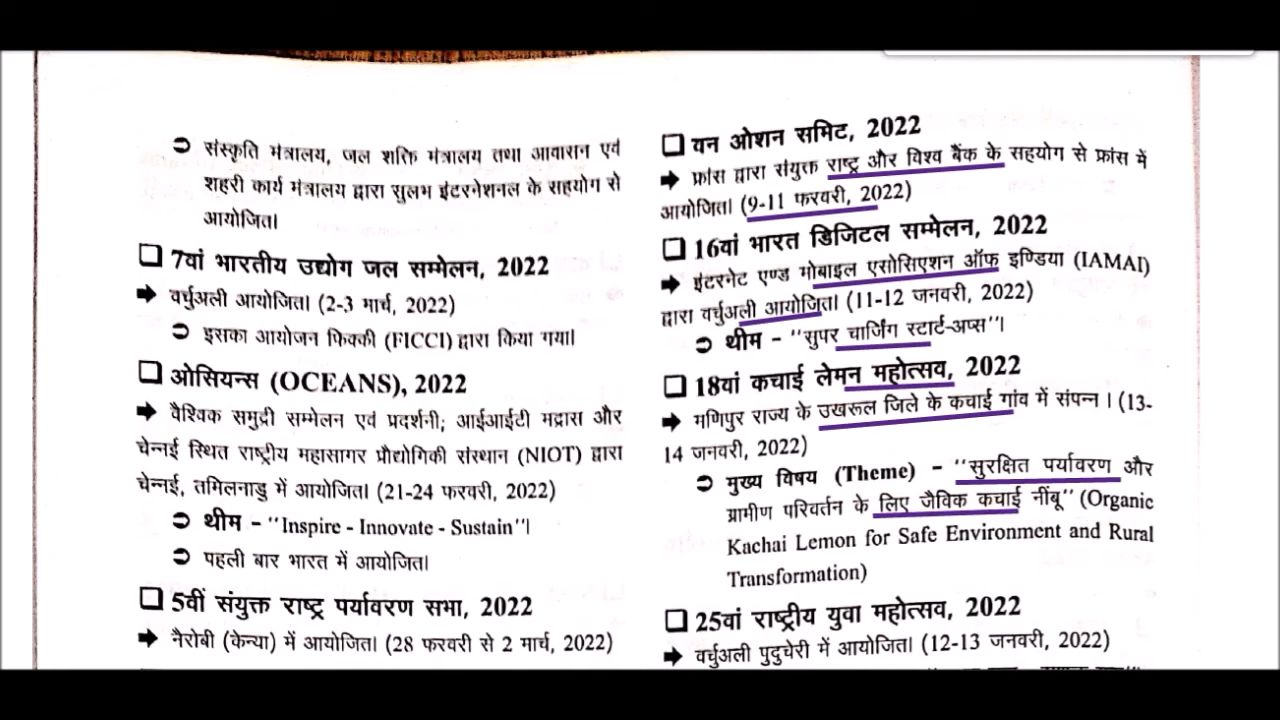 ➲ संस्कृति मंत्रालय, जल शक्ति मंत्रालय तथा आवासन एवं
शहरी कार्य मंत्रालय द्वारा सुलभ इंटरनेशनल के सहयोग से
आयोजित।
❑ 7वां भारतीय उद्योग जल सम्मेलन, 2022
➡ वर्चुअली आयोजित। (2-3 मार्च, 2022)
➲ इसका आयोजन फिक्की (FICCI) द्वारा किया गया।
❑ ओसियन्स (OCEANS), 2022
➡ वैश्विक समुद्री सम्मेलन एवं प्रदर्शनी; आईआईटी मद्रास और
चेन्नई स्थित राष्ट्रीय महासागर प्रौद्योगिकी संस्थान (NIOT) द्वारा
चेन्नई, तमिलनाडु में आयोजित। (21-24 फरवरी, 2022)
➲ थीम - "Inspire - Innovate - Sustain"।
➲ पहली बार भारत में आयोजित।
❑ 5वीं संयुक्त राष्ट्र पर्यावरण सभा, 2022
➡ नैरोबी (केन्या) में आयोजित। (28 फरवरी से 2 मार्च, 2022)
❑ वन ओशन समिट, 2022
➡ फ्रांस द्वारा संयुक्त राष्ट्र और विश्व बैंक के सहयोग से फ्रांस में
आयोजित। (9-11 फरवरी, 2022)
❑ 16वां भारत डिजिटल सम्मेलन, 2022
➡ इंटरनेट एण्ड मोबाइल एसोसिएशन ऑफ इण्डिया (IAMAI)
द्वारा वर्चुअली आयोजित। (11-12 जनवरी, 2022)
➲ थीम - "सुपर चार्जिंग स्टार्ट-अप्स"।
❑ 18वां कचाई लेमन महोत्सव, 2022
➡ मणिपुर राज्य के उखरूल जिले के कचाई गांव में संपन्न। (13-
14 जनवरी, 2022)
➲ मुख्य विषय (Theme) - "सुरक्षित पर्यावरण और
ग्रामीण परिवर्तन के लिए जैविक कचाई नींबू" (Organic
Kachai Lemon for Safe Environment and Rural
Transformation)
❑ 25वां राष्ट्रीय युवा महोत्सव, 2022
➡ वर्चुअली पुदुचेरी में आयोजित। (12-13 जनवरी, 2022)